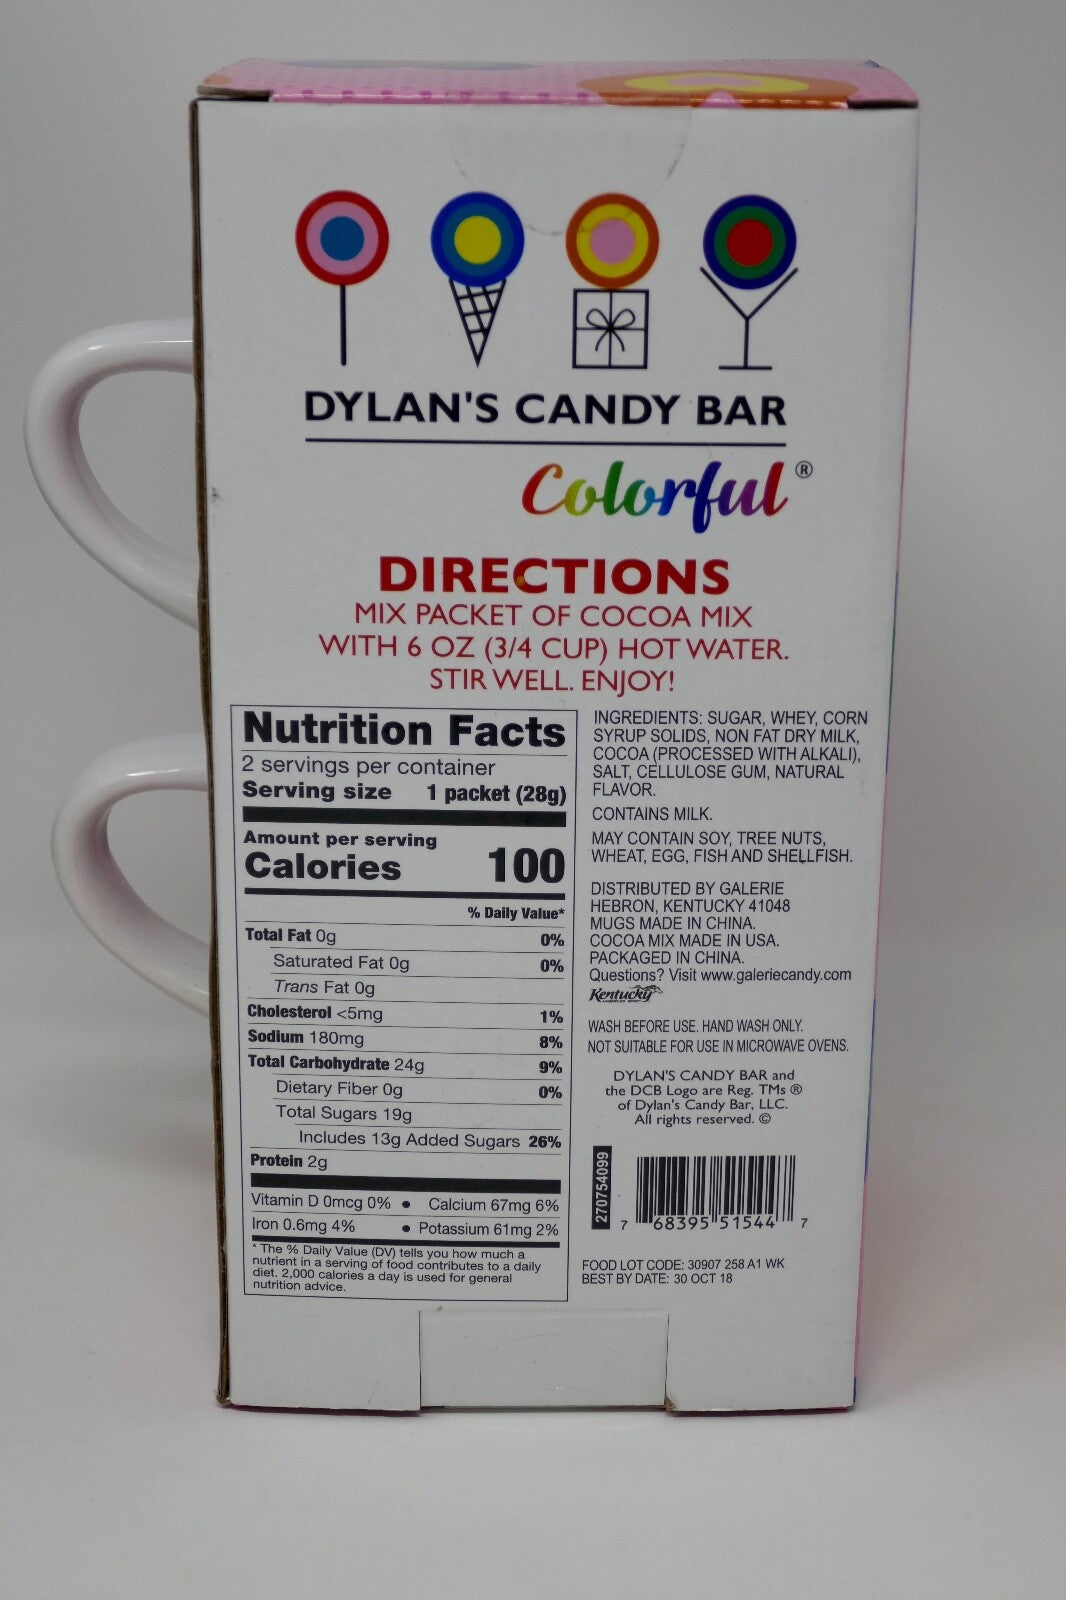 DYLAN'S CANDY BAR
Colorful®
DIRECTIONS
MIX PACKET OF COCOA MIX
WITH 6 OZ (3/4 CUP) HOT WATER.
STIR WELL. ENJOY!
Nutrition Facts
2 servings per container
Serving size 1 packet (28g)
Amount per serving
Calories 100
% Daily Value*
Total Fat 0g 0%
Saturated Fat 0g 0%
Trans Fat 0g
Cholesterol <5mg 1%
Sodium 180mg 8%
Total Carbohydrate 24g 9%
Dietary Fiber 0g 0%
Total Sugars 19g
Includes 13g Added Sugars 26%
Protein 2g
Vitamin D 0mcg 0% • Calcium 67mg 6%
Iron 0.6mg 4% • Potassium 61mg 2%
* The % Daily Value (DV) tells you how much a
nutrient in a serving of food contributes to a daily
diet. 2,000 calories a day is used for general
nutrition advice.
INGREDIENTS: SUGAR, WHEY, CORN
SYRUP SOLIDS, NON FAT DRY MILK,
COCOA (PROCESSED WITH ALKALI),
SALT, CELLULOSE GUM, NATURAL
FLAVOR.
CONTAINS MILK.
MAY CONTAIN SOY, TREE NUTS,
WHEAT, EGG, FISH AND SHELLFISH.
DISTRIBUTED BY GALERIE
HEBRON, KENTUCKY 41048
MUGS MADE IN CHINA.
COCOA MIX MADE IN USA.
PACKAGED IN CHINA.
Questions? Visit www.galeriecandy.com
Kentucky
WASH BEFORE USE. HAND WASH ONLY.
NOT SUITABLE FOR USE IN MICROWAVE OVENS.
DYLAN'S CANDY BAR and
the DCB Logo are Reg. TMs ®
of Dylan's Candy Bar, LLC.
All rights reserved. ©
270754099
7 68395 51544 7
FOOD LOT CODE: 30907 258 A1 WK
BEST BY DATE: 30 OCT 18